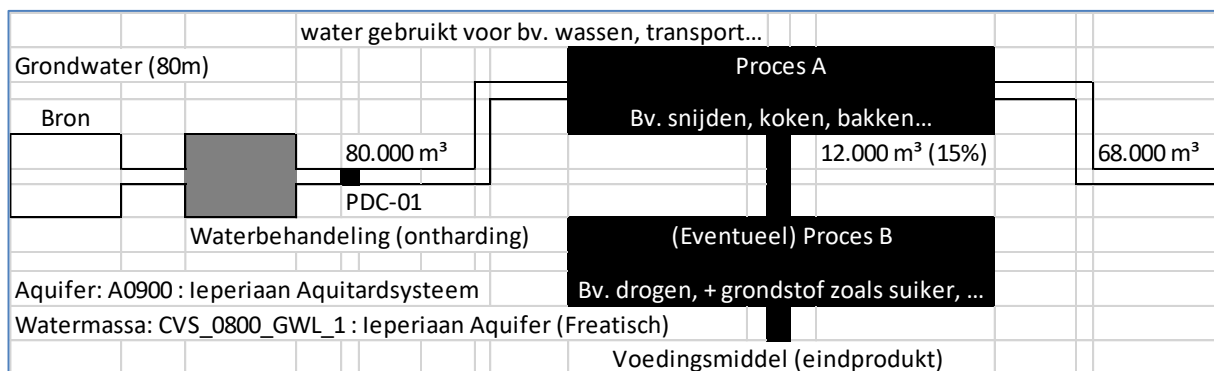 water gebruikt voor bv. wassen, transport...
Grondwater (80m)
Proces A
Bron
Bv. snijden, koken, bakken...
80.000 m³
12.000 m³ (15%)
68.000 m³
PDC-01
Waterbehandeling (ontharding)
(Eventueel) Proces B
Aquifer: A0900 : Ieperiaan Aquitardsysteem
Bv. drogen, + grondstof zoals suiker, ...
Watermassa: CVS_0800_GWL_1 : Ieperiaan Aquifer (Freatisch)
Voedingsmiddel (eindprodukt)